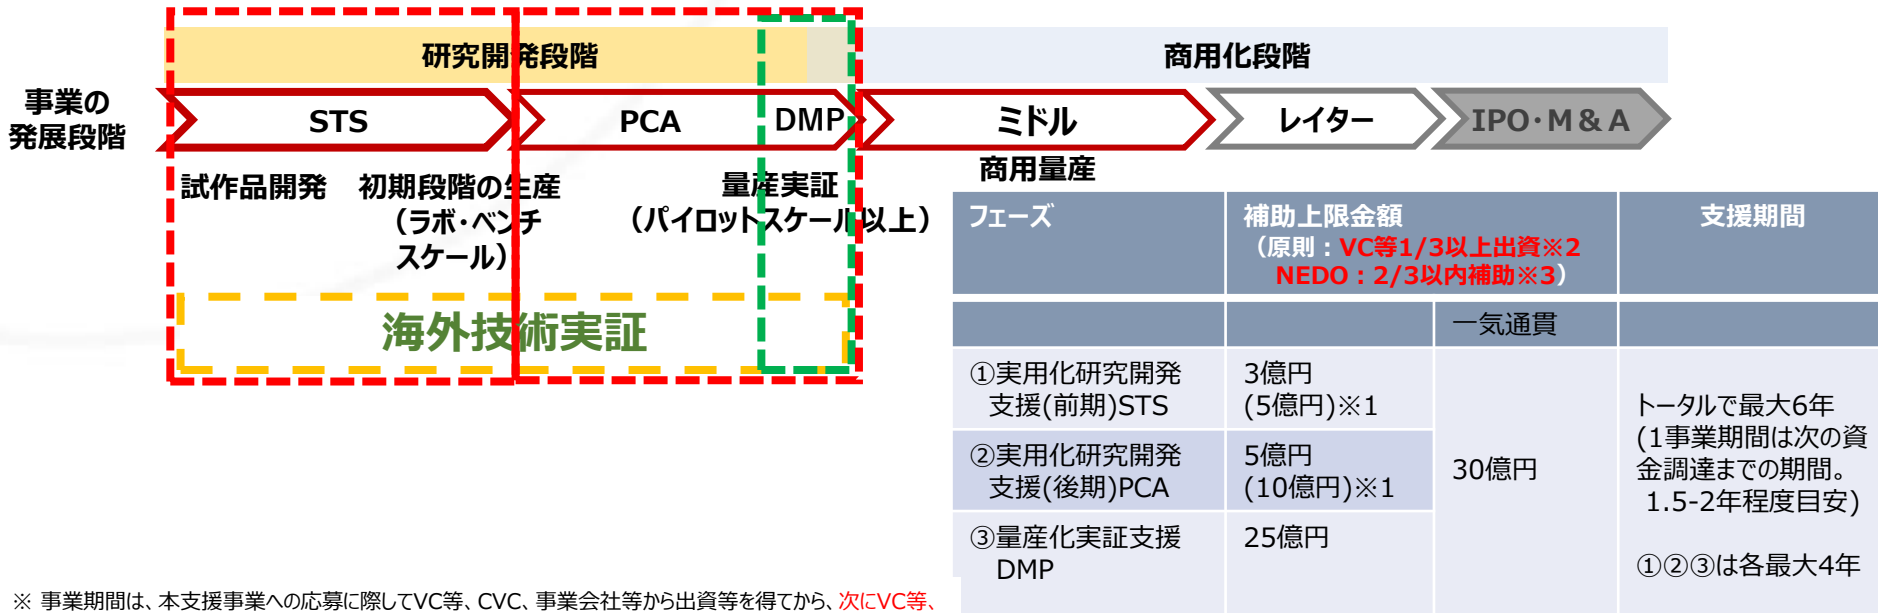 研究開発段階
商用化段階
事業の
発展段階
STS
PCA
DMP
ミドル
レイター
IPO・M＆A
試作品開発
初期段階の生産
（ラボ・ベンチ
スケール）
量産実証
（パイロットスケール以上）
商用量産
海外技術実証
フェーズ
補助上限金額
（原則：VC等1/3以上出資※2
NEDO：2/3以内補助※3）
支援期間
一気通貫
①実用化研究開発
支援(前期)STS
3億円
(5億円)※1
②実用化研究開発
支援(後期)PCA
5億円
(10億円)※1
③量産化実証支援
DMP
25億円
30億円
トータルで最大6年
(1事業期間は次の資
金調達までの期間。
1.5-2年程度目安)
①②③は各最大4年
※ 事業期間は、本支援事業への応募に際してVC等、CVC、事業会社等から出資等を得てから、次にVC等、